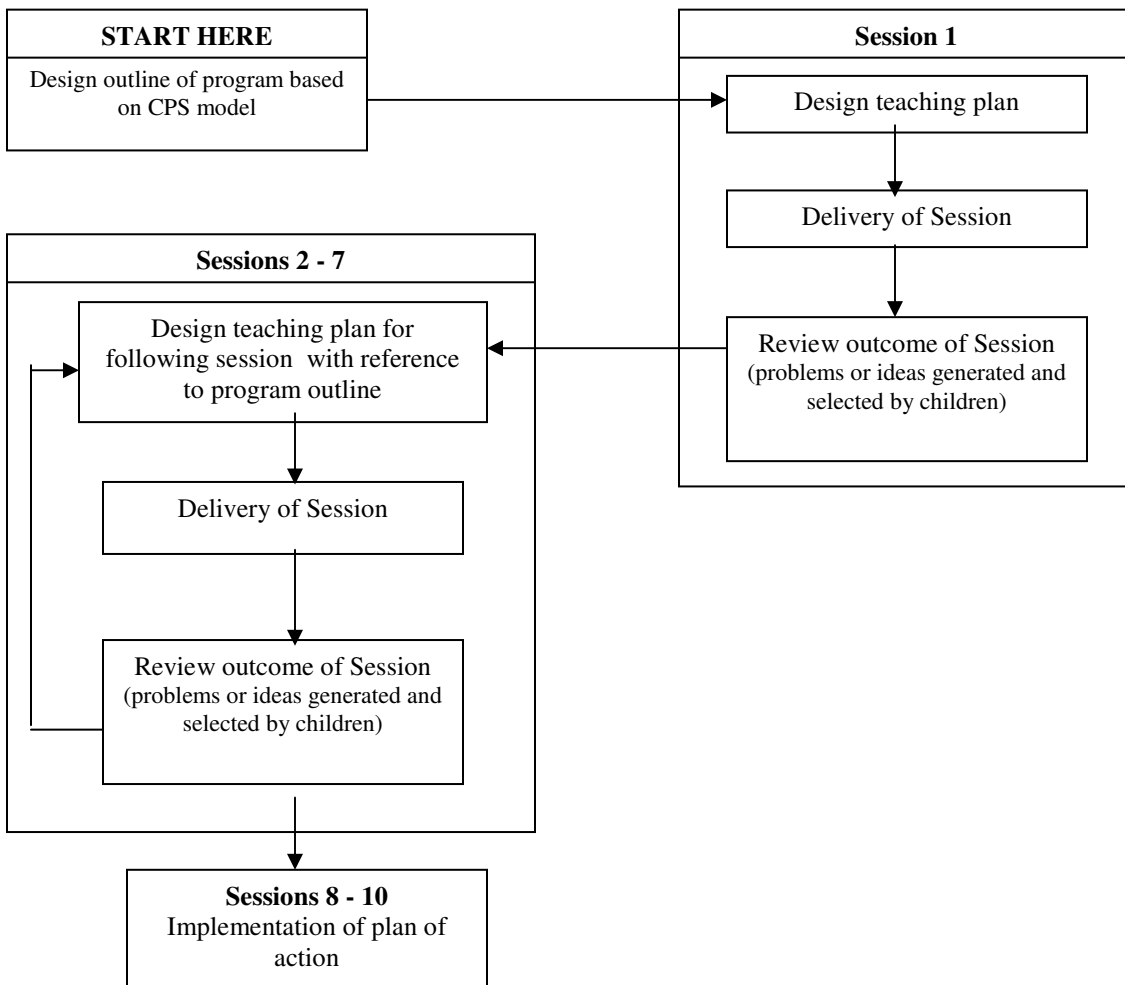 START HERE
Design outline of program based
on CPS model
Session 1
Design teaching plan
Delivery of Session
Review outcome of Session
(problems or ideas generated and
selected by children)
Sessions 2 - 7
Design teaching plan for
following session with reference
to program outline
Delivery of Session
Review outcome of Session
(problems or ideas generated and
selected by children)
Sessions 8 - 10
Implementation of plan of
action